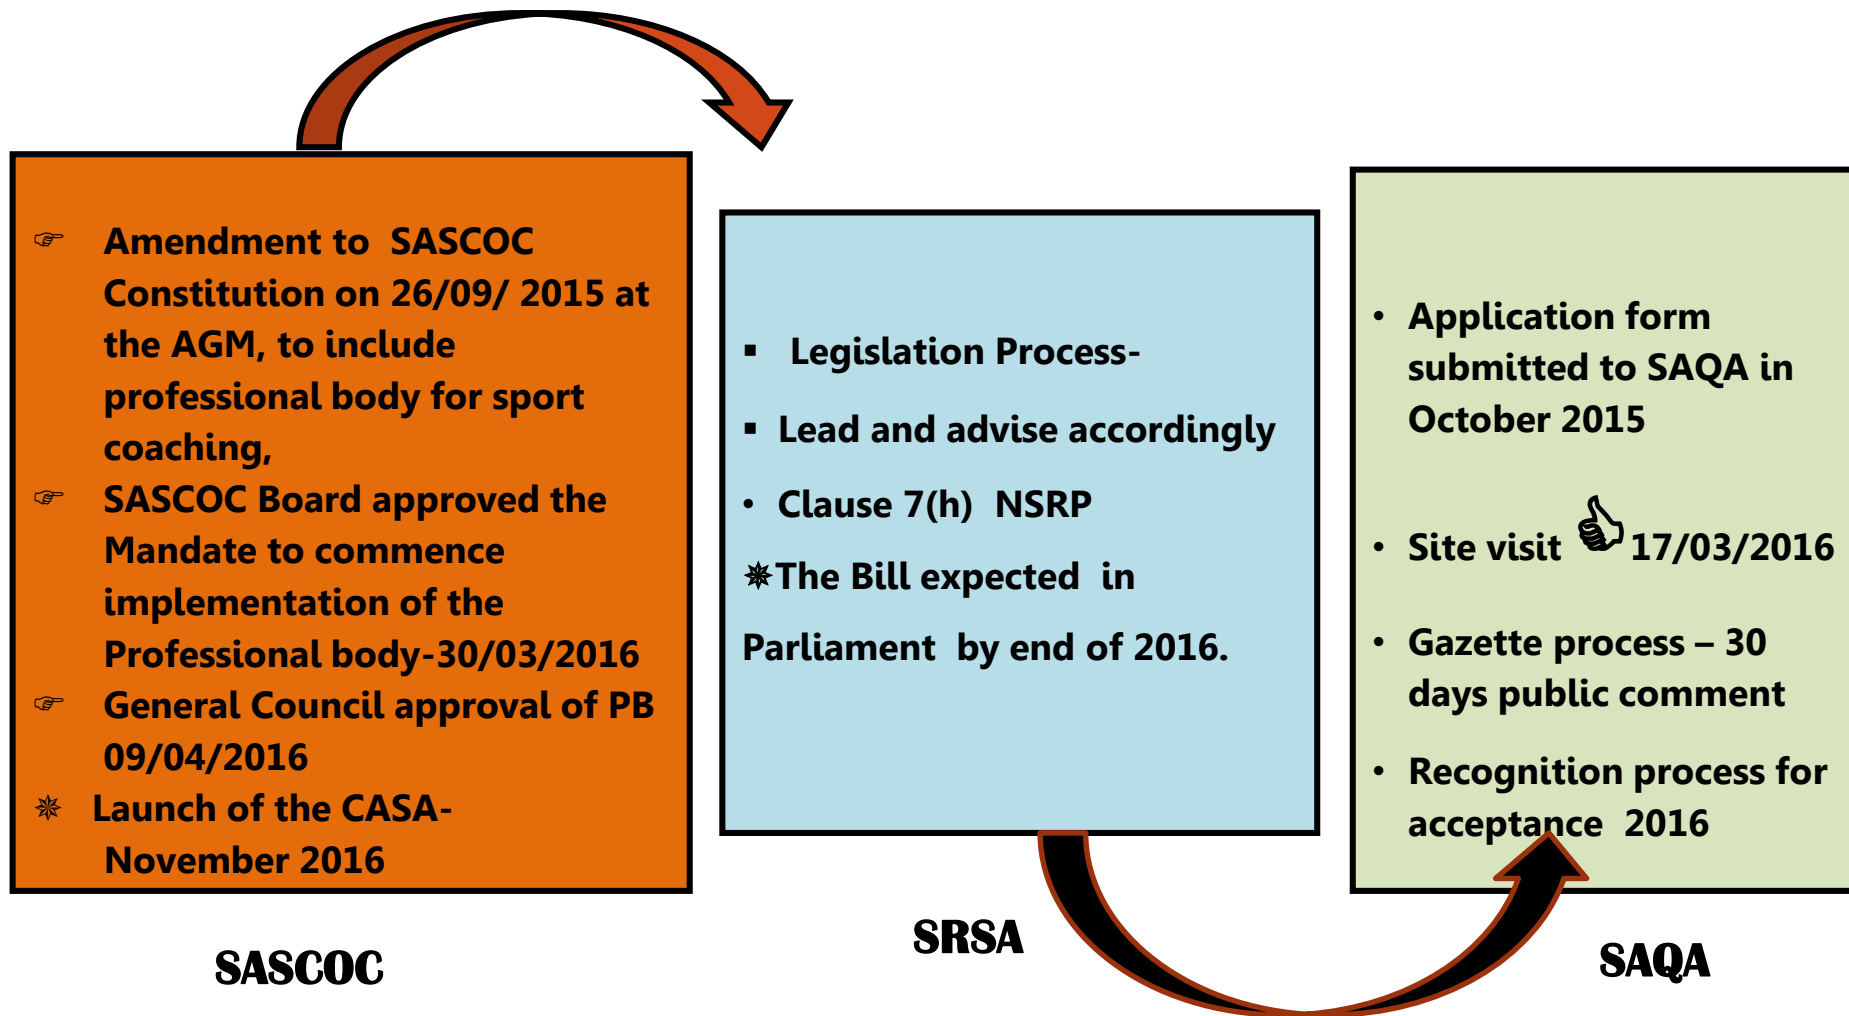 Amendment to SASCOC
Constitution on 26/09/ 2015 at
the AGM, to include
professional body for sport
coaching,
SASCOC Board approved the
Mandate to commence
implementation of the
Professional body-30/03/2016
General Council approval of PB
09/04/2016
Launch of the CASA-
November 2016
SASCOC
Legislation Process-
Lead and advise accordingly
Clause 7(h) NSRP
The Bill expected in
Parliament by end of 2016.
SRSA
Application form
submitted to SAQA in
October 2015
Site visit 17/03/2016
Gazette process – 30
days public comment
Recognition process for
acceptance 2016
SAQA